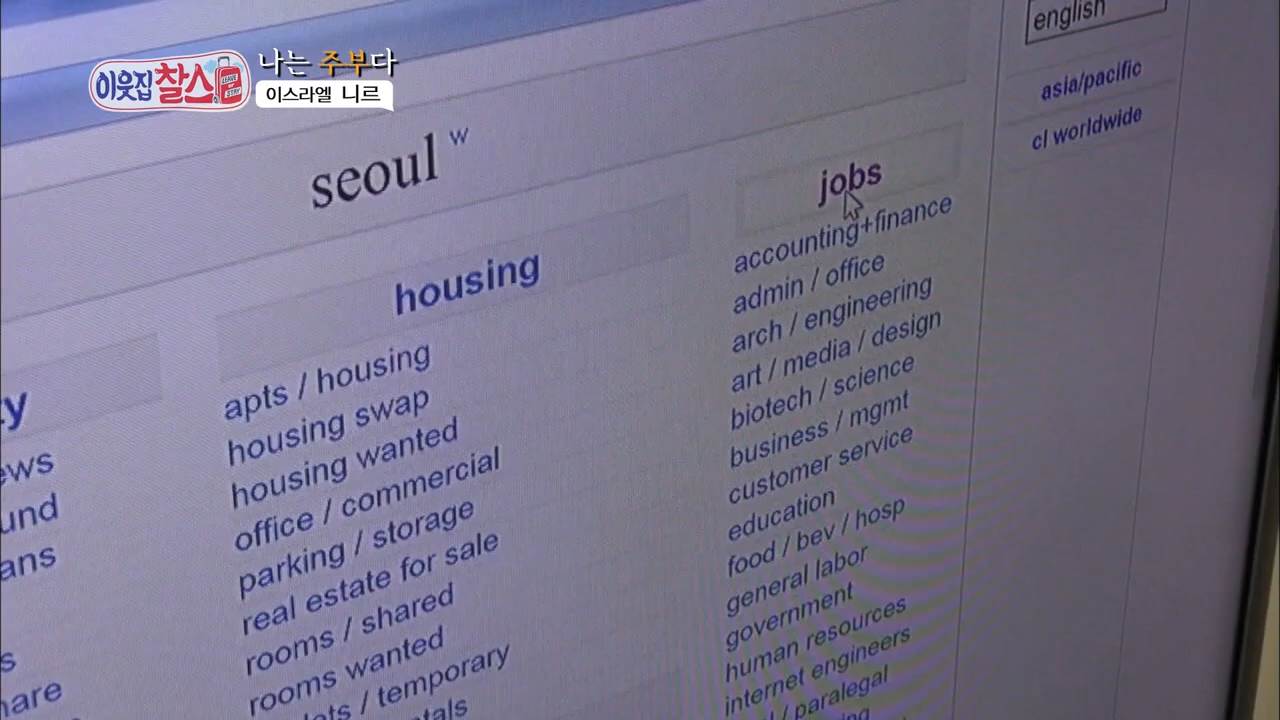 이웃집 찰스
LEAVE or STAY
나는 주부다
이스라엘 니르
english
asia/pacific
cl worldwide
seoul w
housing
apts / housing
housing swap
housing wanted
office / commercial
parking / storage
real estate for sale
rooms / shared
rooms wanted
/ temporary
jobs
accounting+finance
admin / office
arch / engineering
art / media / design
biotech / science
business / mgmt
customer service
education
food / bev / hosp
general labor
government
human resources
internet engineers
/ paralegal